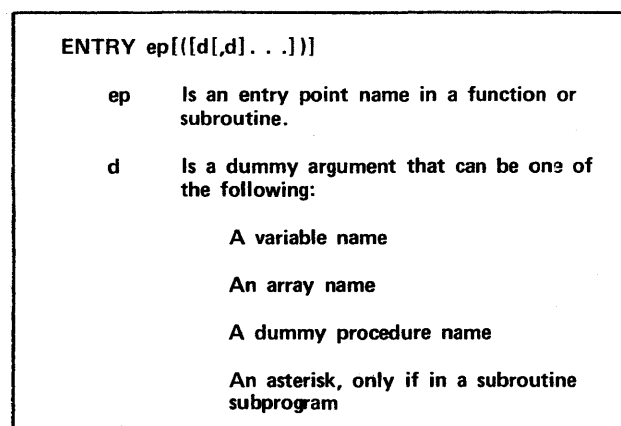 ENTRY ep[([d[,d]. . .])]
ep Is an entry point name in a function or
subroutine.
d Is a dummy argument that can be one of
the following:
A variable name
An array name
A dummy procedure name
An asterisk, only if in a subroutine
subprogram